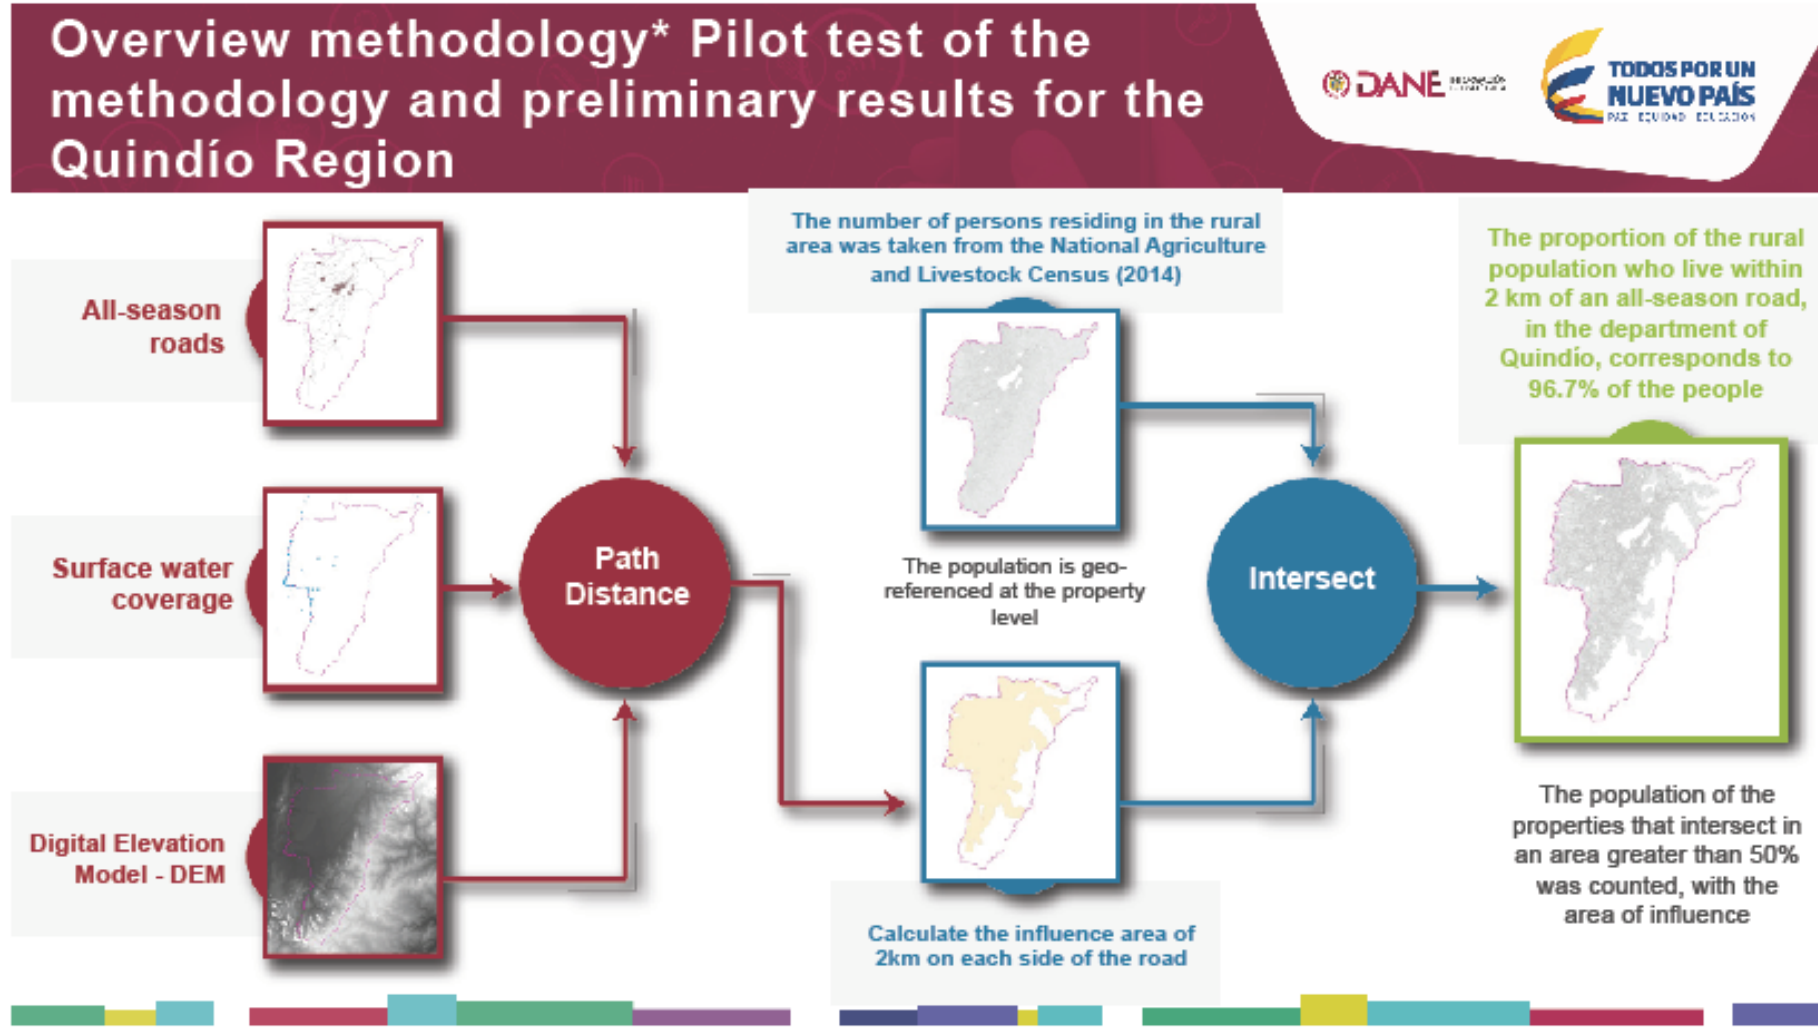 Overview methodology* Pilot test of the
methodology and preliminary results for the
Quindío Region
DANE
TODOS POR UN
NUEVO PAÍS
PAZ EQUIDAD EDUCACIÓN
All-season
roads
Surface water
coverage
Digital Elevation
Model - DEM
Path
Distance
The number of persons residing in the rural
area was taken from the National Agriculture
and Livestock Census (2014)
The population is geo-
referenced at the property
level
Calculate the influence area of
2km on each side of the road
Intersect
The proportion of the rural
population who live within
2 km of an all-season road,
in the department of
Quindío, corresponds to
96.7% of the people
The population of the
properties that intersect in
an area greater than 50%
was counted, with the
area of influence